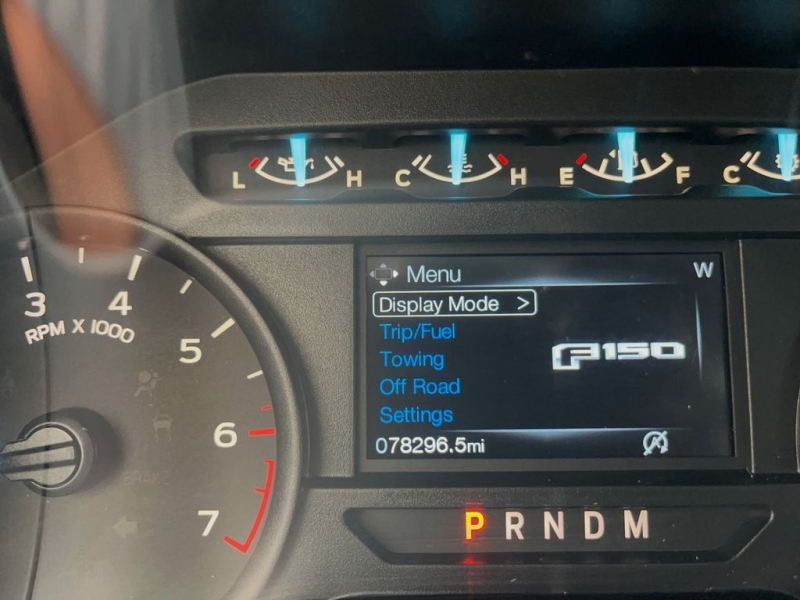 L H C H E F C
3 4 5 6 7
RPM X 1000
Menu W
Display Mode >
Trip/Fuel
Towing
Off Road
Settings
F150
078296.5mi
P R N D M